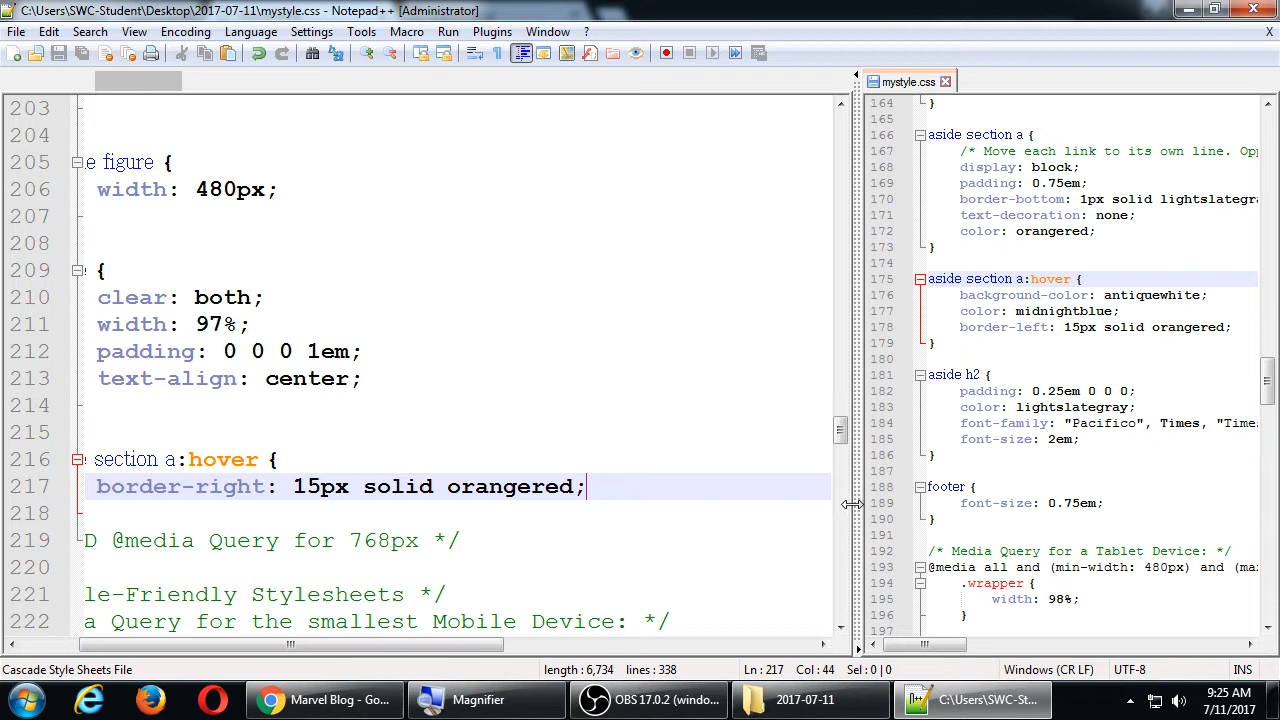 C:\Users\SWC-Student\Desktop\2017-07-11\mystyle.css - Notepad++ [Administrator]
File Edit Search View Encoding Language Settings Tools Macro Run Plugins Window ? X
mystyle.css
203
204
205 e figure {
206 width: 480px;
207
208
209 {
210 clear: both;
211 width: 97%;
212 padding: 0 0 0 1em;
213 text-align: center;
214
215
216 section a:hover {
217 border-right: 15px solid orangered;
218
219 D @media Query for 768px */
220
221 le-Friendly Stylesheets */
222 a Query for the smallest Mobile Device: */
164 }
165
166 aside section a {
167 /* Move each link to its own line. Op
168 display: block;
169 padding: 0.75em;
170 border-bottom: 1px solid lightslategra
171 text-decoration: none;
172 color: orangered;
173 }
174
175 aside section a:hover {
176 background-color: antiquewhite;
177 color: midnightblue;
178 border-left: 15px solid orangered;
179 }
180
181 aside h2 {
182 padding: 0.25em 0 0 0;
183 color: lightslategray;
184 font-family: "Pacifico", Times, "Time
185 font-size: 2em;
186 }
187
188 footer {
189 font-size: 0.75em;
190 }
191
192 /* Media Query for a Tablet Device: */
193 @media all and (min-width: 480px) and (ma
194 .wrapper {
195 width: 98%;
196 }
197
Cascade Style Sheets File length : 6,734 lines : 338 Ln : 217 Col : 44 Sel : 0 | 0 Windows (CR LF) UTF-8 INS
Marvel Blog - Go... Magnifier OBS 17.0.2 (windo... 2017-07-11 C:\Users\SWC-St... 9:25 AM
7/11/2017